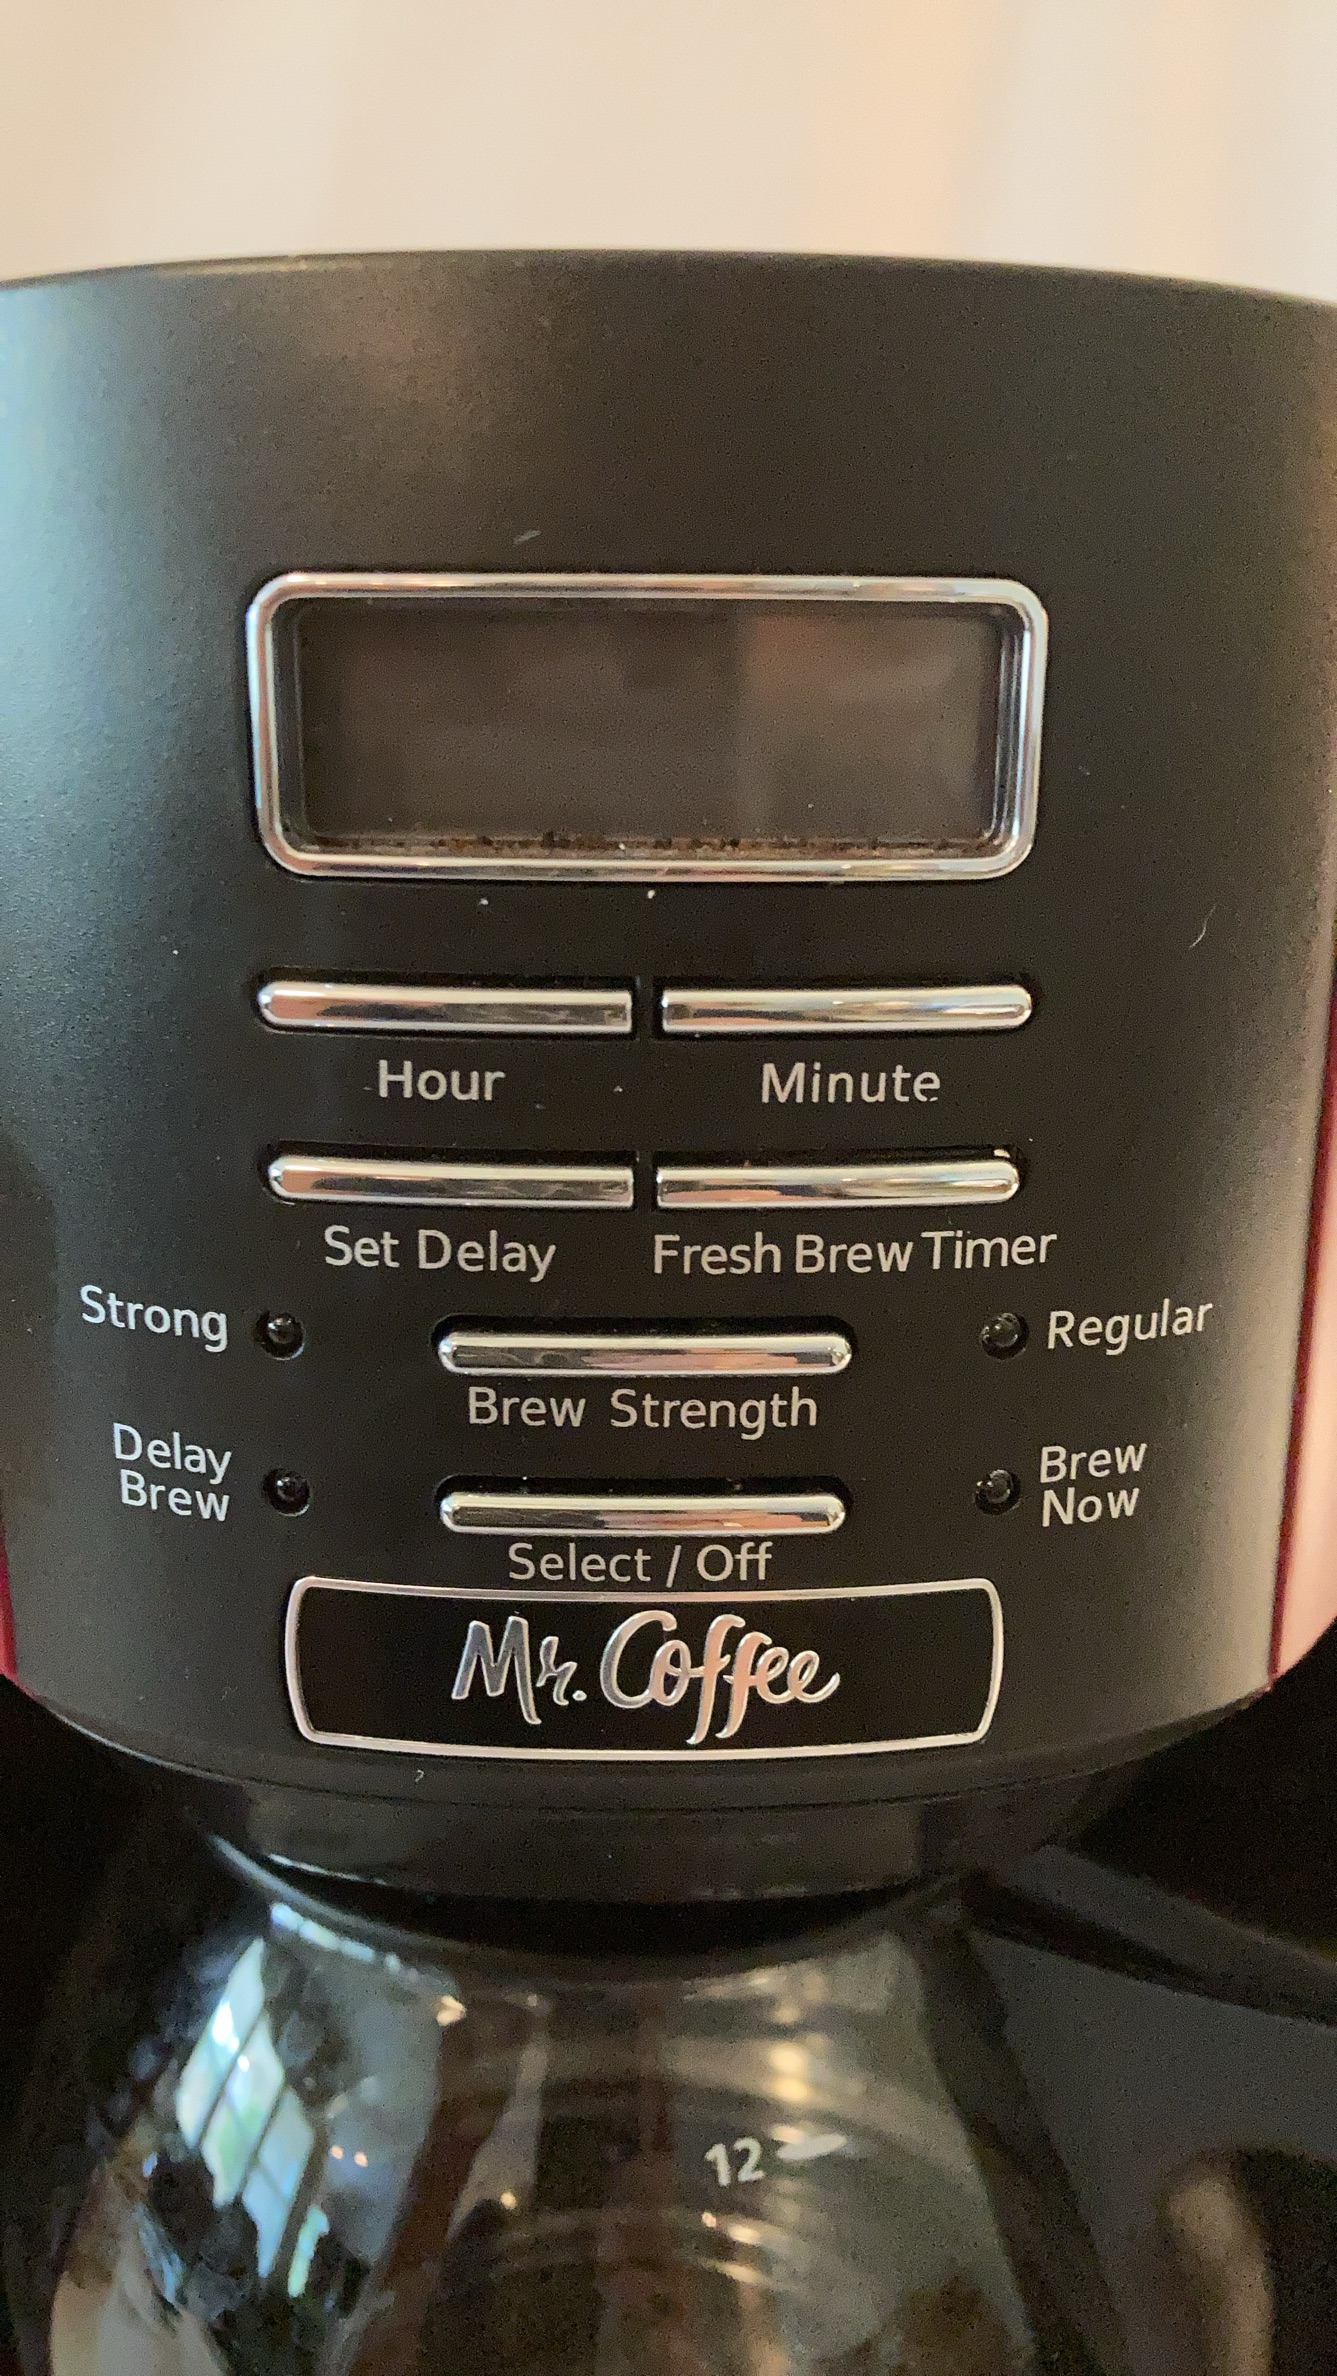 Hour Minute
Set Delay Fresh Brew Timer
Strong Regular
Brew Strength
Delay
Brew
Brew
Now
Select / Off
Mr. Coffee
12